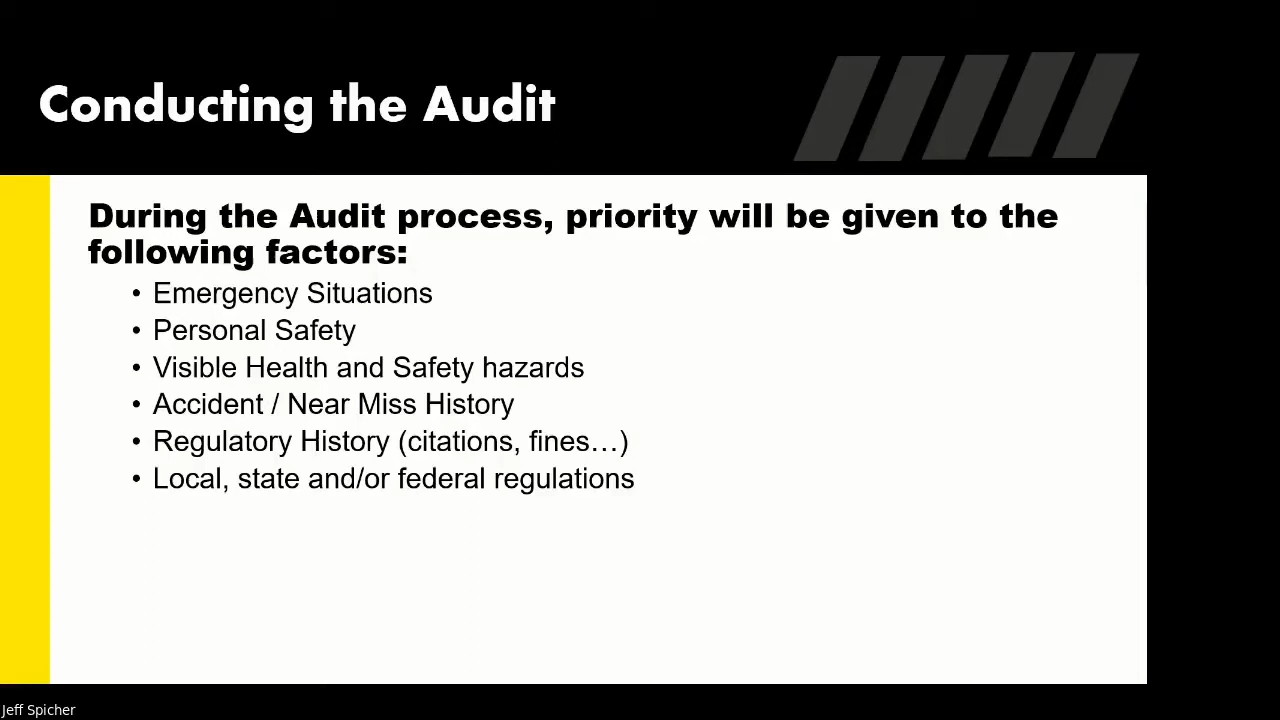 Conducting the Audit
During the Audit process, priority will be given to the
following factors:
• Emergency Situations
• Personal Safety
• Visible Health and Safety hazards
• Accident / Near Miss History
• Regulatory History (citations, fines…)
• Local, state and/or federal regulations
Jeff Spicher